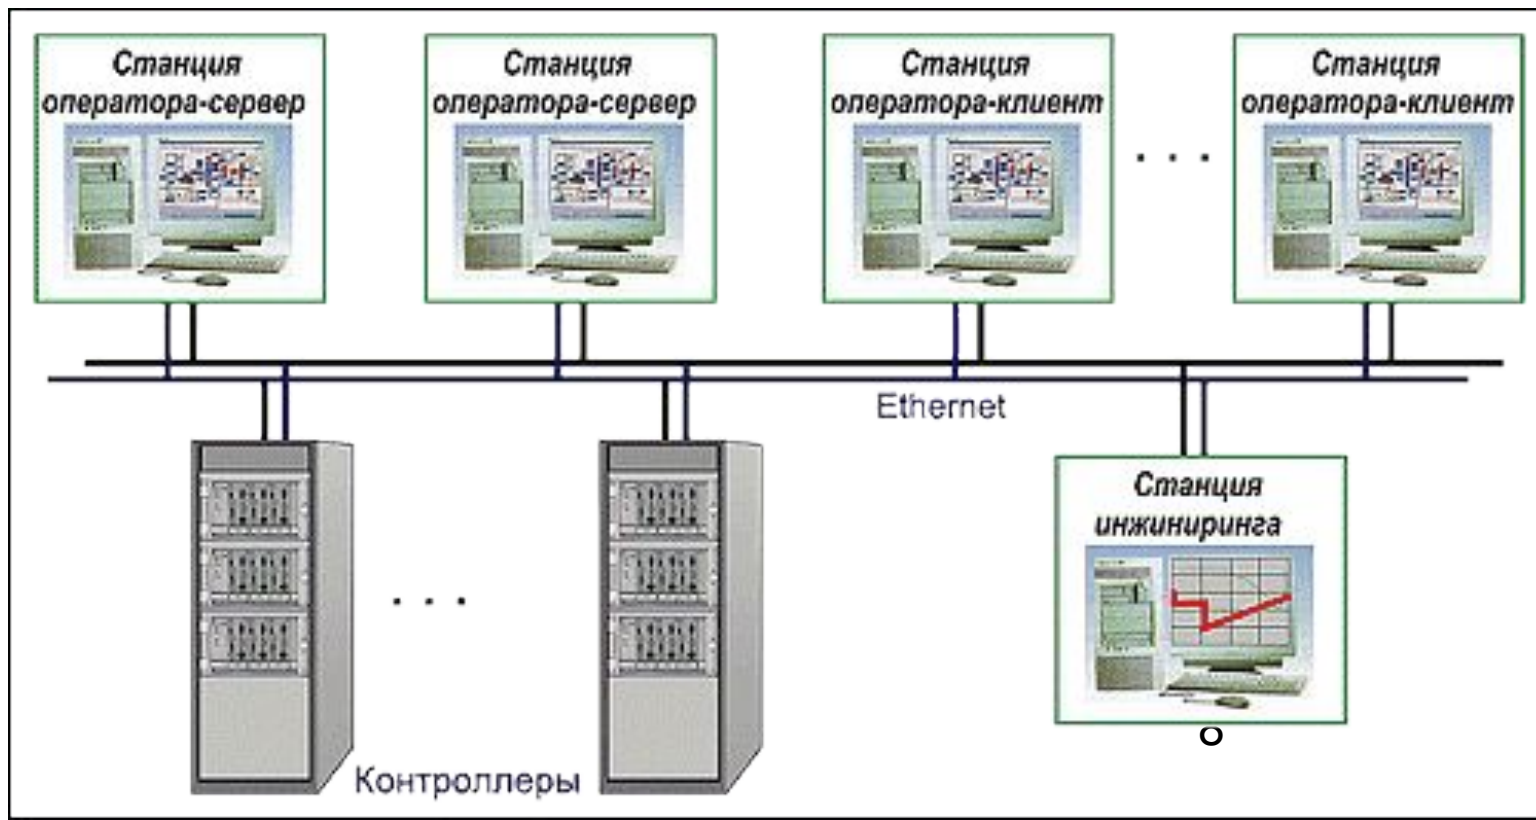 Станция
оператора-сервер
Станция
оператора-сервер
Станция
оператора-клиент
. . .
Станция
оператора-клиент
Ethernet
Станция
инжиниринга
. . .
Контроллеры